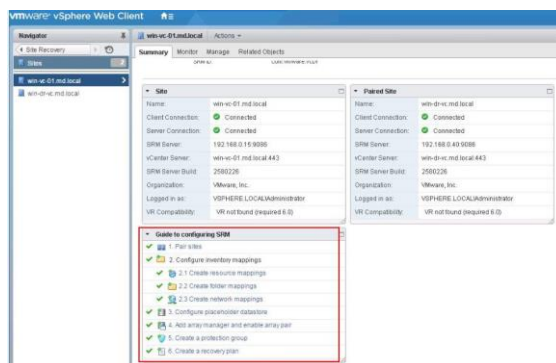 vmware vSphere Web Client
Navigator
Site Recovery
Sites
2
win-vc-01.md.local
win-dr-vc.md.local
win-vc-01.md.local Actions
Summary Monitor Manage Related Objects
Site
Name: win-vc-01.md.local
Client Connection: Connected
Server Connection: Connected
SRM Server: 192.168.0.15:9086
vCenter Server: win-vc-01.md.local:443
SRM Server Build: 2580226
Organization: VMware, Inc.
Logged in as: VSPHERE.LOCAL\Administrator
VR Compatibility: VR not found (required 6.0)
Paired Site
Name: win-dr-vc.md.local
Client Connection: Connected
Server Connection: Connected
SRM Server: 192.168.0.40:9086
vCenter Server: win-dr-vc.md.local:443
SRM Server Build: 2580226
Organization: VMware, Inc.
Logged in as: VSPHERE.LOCAL\Administrator
VR Compatibility: VR not found (required 6.0)
Guide to configuring SRM
1. Pair sites
2. Configure inventory mappings
2.1 Create resource mappings
2.2 Create folder mappings
2.3 Create network mappings
3. Configure placeholder datastore
4. Add array manager and enable array pair
5. Create a protection group
6. Create a recovery plan